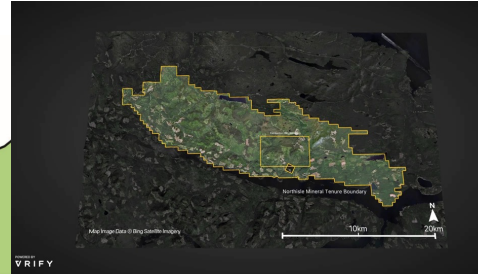 Northisle Mineral Tenure Boundary
N
Map Image Data © Bing Satellite Imagery
10km
20km
POWERED BY
VRIFY